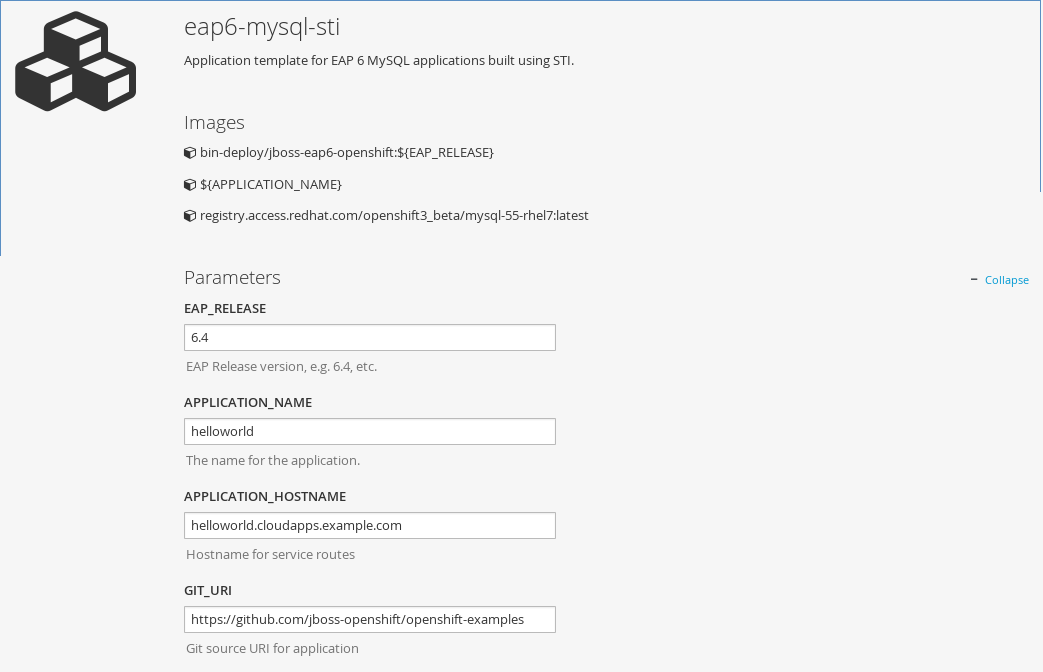 eap6-mysql-sti
Application template for EAP 6 MySQL applications built using STI.
Images
bin-deploy/jboss-eap6-openshift:${EAP_RELEASE}
${APPLICATION_NAME}
registry.access.redhat.com/openshift3_beta/mysql-55-rhel7:latest
Parameters
– Collapse
EAP_RELEASE
6.4
EAP Release version, e.g. 6.4, etc.
APPLICATION_NAME
helloworld
The name for the application.
APPLICATION_HOSTNAME
helloworld.cloudapps.example.com
Hostname for service routes
GIT_URI
https://github.com/jboss-openshift/openshift-examples
Git source URI for application